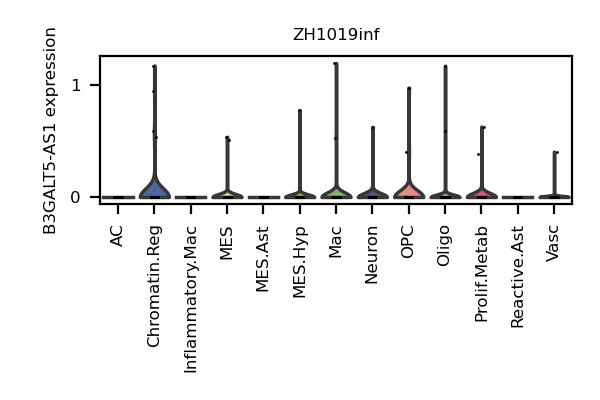 ZH1019inf
B3GALT5-AS1 expression
1
0
AC
Chromatin.Reg
Inflammatory.Mac
MES
MES.Ast
MES.Hyp
Mac
Neuron
OPC
Oligo
Prolif.Metab
Reactive.Ast
Vasc